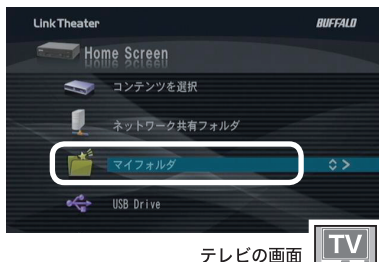 LinkTheater
BUFFALO
Home Screen
コンテンツを選択
ネットワーク共有フォルダ
マイフォルダ
USB Drive
テレビの画面
TV